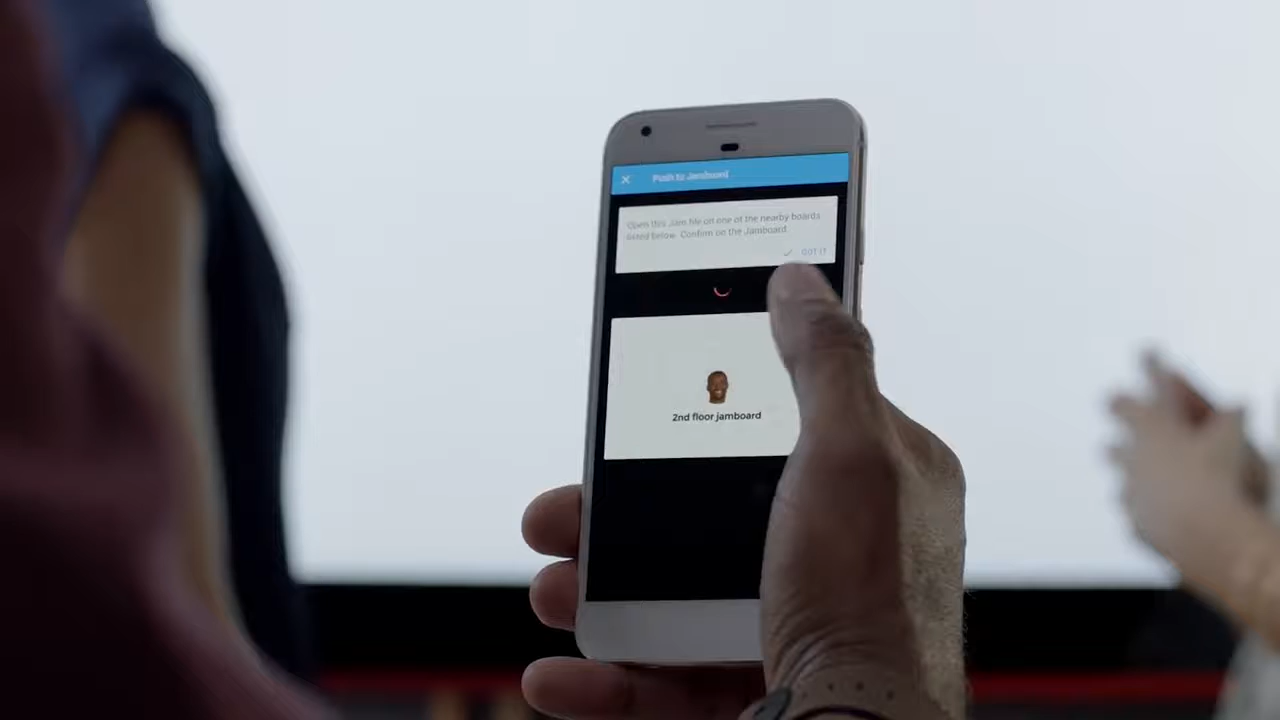 Push to Jamboard
Open this Jam file on one of the nearby boards
listed below. Confirm on the Jamboard.
GOT IT
2nd floor jamboard